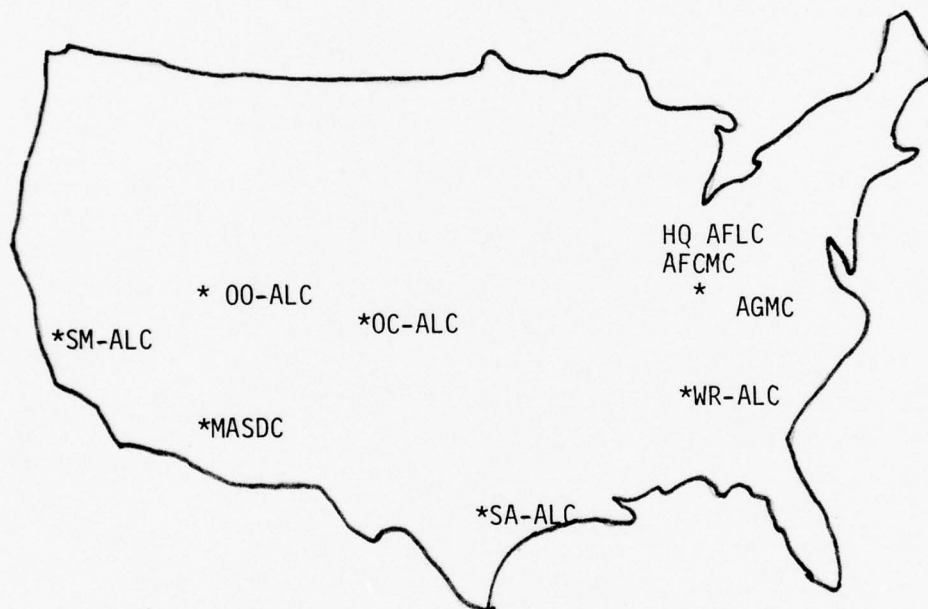 HQ AFLC
AFCMC
*
AGMC
* OO-ALC
*OC-ALC
*SM-ALC
*WR-ALC
*MASDC
*SA-ALC